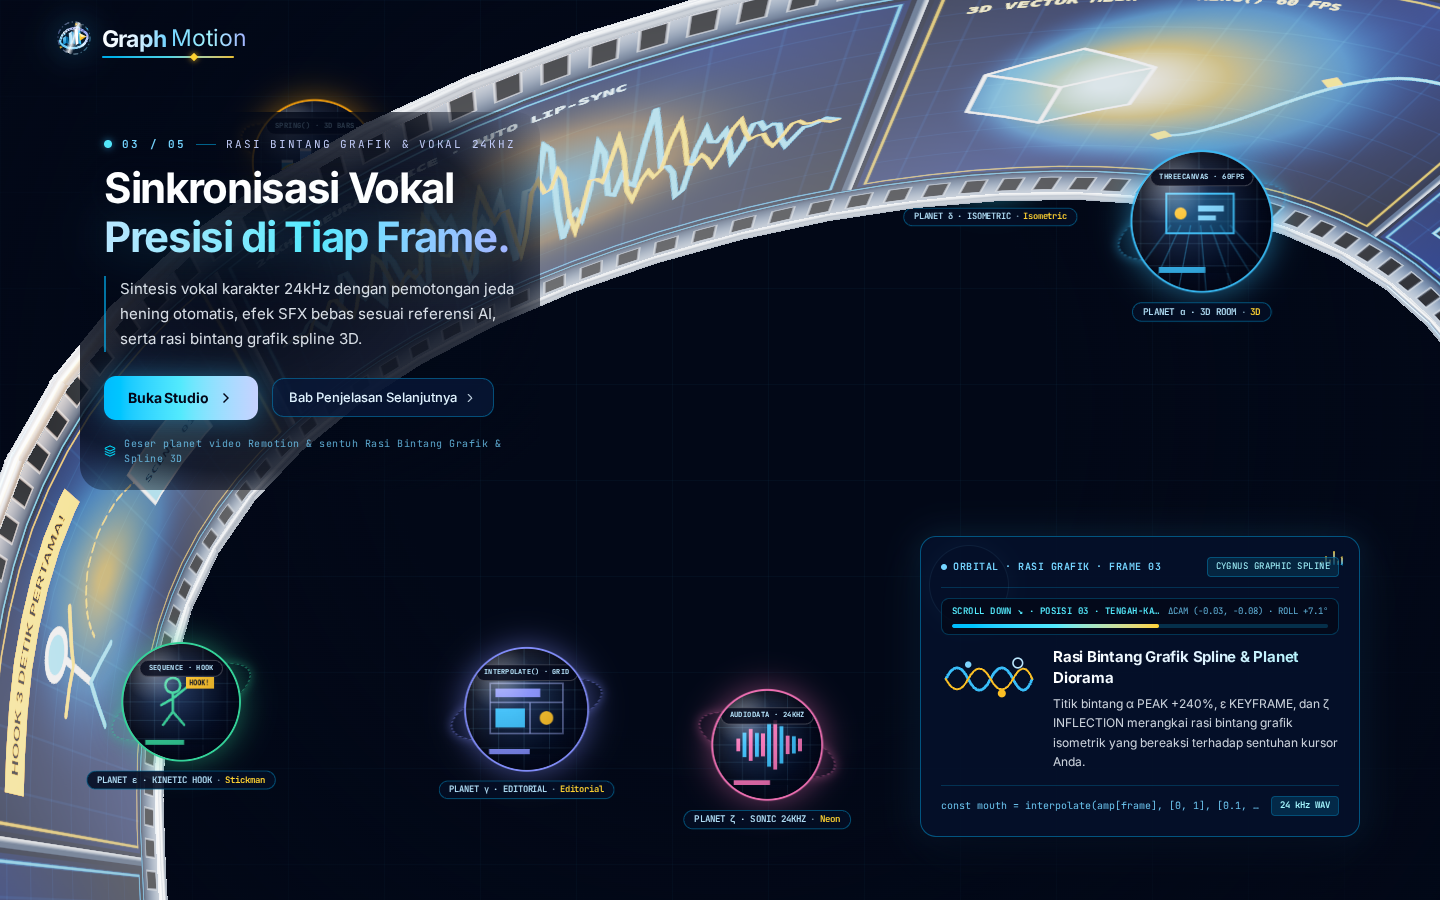 3D VECTOR
60 FPS
Graph Motion
SPRING() · 3D BARS
AUTO LIP-SYNC
03 / 05 — RASI BINTANG GRAFIK & VOKAL 24KHZ
Sinkronisasi Vokal
Presisi di Tiap Frame.
Sintesis vokal karakter 24kHz dengan pemotongan jeda
hening otomatis, efek SFX bebas sesuai referensi AI,
serta rasi bintang grafik spline 3D.
Buka Studio
Bab Penjelasan Selanjutnya
Geser planet video Remotion & sentuh Rasi Bintang Grafik &
Spline 3D
THREECANVAS · 60FPS
PLANET δ · ISOMETRIC · Isometric
PLANET α · 3D ROOM · 3D
HOOK 3 DETIK PERTAMA!
SEQUENCE · HOOK
HOOK!
PLANET ε · KINETIC HOOK · Stickman
INTERPOLATE() · GRID
PLANET γ · EDITORIAL · Editorial
AUDIODATA · 24KHZ
PLANET ζ · SONIC 24KHZ · Neon
ORBITAL · RASI GRAFIK · FRAME 03
CYGNUS GRAPHIC SPLINE
SCROLL DOWN ↘ · POSISI 03 · TENGAH-KA… ΔCAM (-0.03, -0.08) · ROLL +7.1°
Rasi Bintang Grafik Spline & Planet
Diorama
Titik bintang α PEAK +240%, ε KEYFRAME, dan ζ
INFLECTION merangkai rasi bintang grafik
isometrik yang bereaksi terhadap sentuhan kursor
Anda.
const mouth = interpolate(amp[frame], [0, 1], [0.1, …
24 kHz WAV